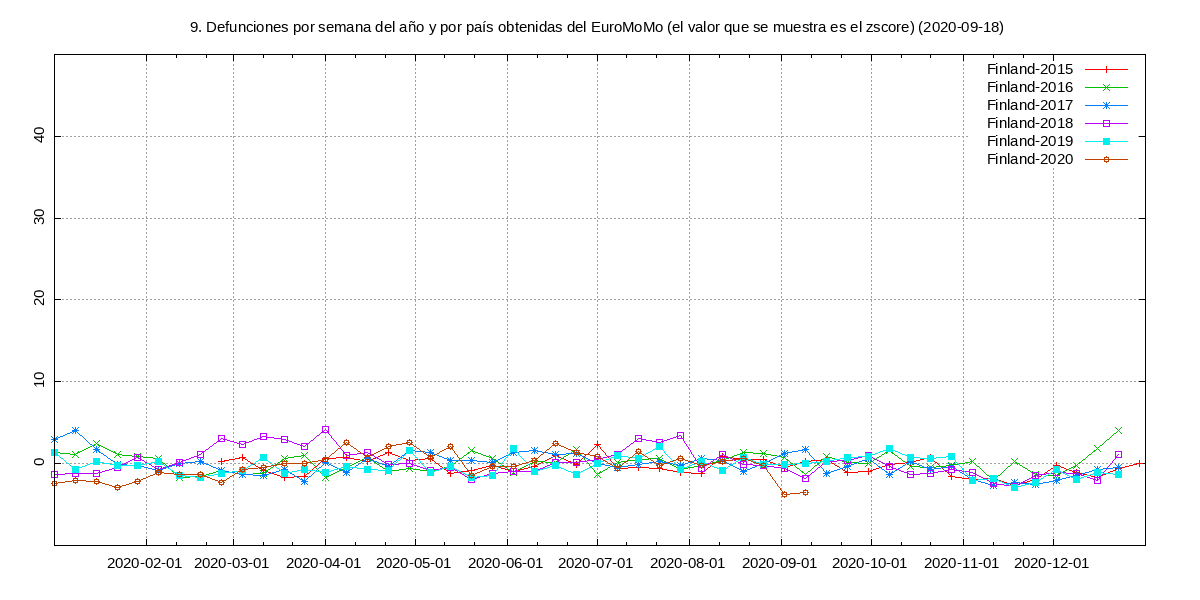 9. Defunciones por semana del año y por país obtenidas del EuroMoMo (el valor que se muestra es el zscore) (2020-09-18)
Finland-2015
Finland-2016
Finland-2017
Finland-2018
Finland-2019
Finland-2020
40
30
20
10
0
2020-02-01 2020-03-01 2020-04-01 2020-05-01 2020-06-01 2020-07-01 2020-08-01 2020-09-01 2020-10-01 2020-11-01 2020-12-01